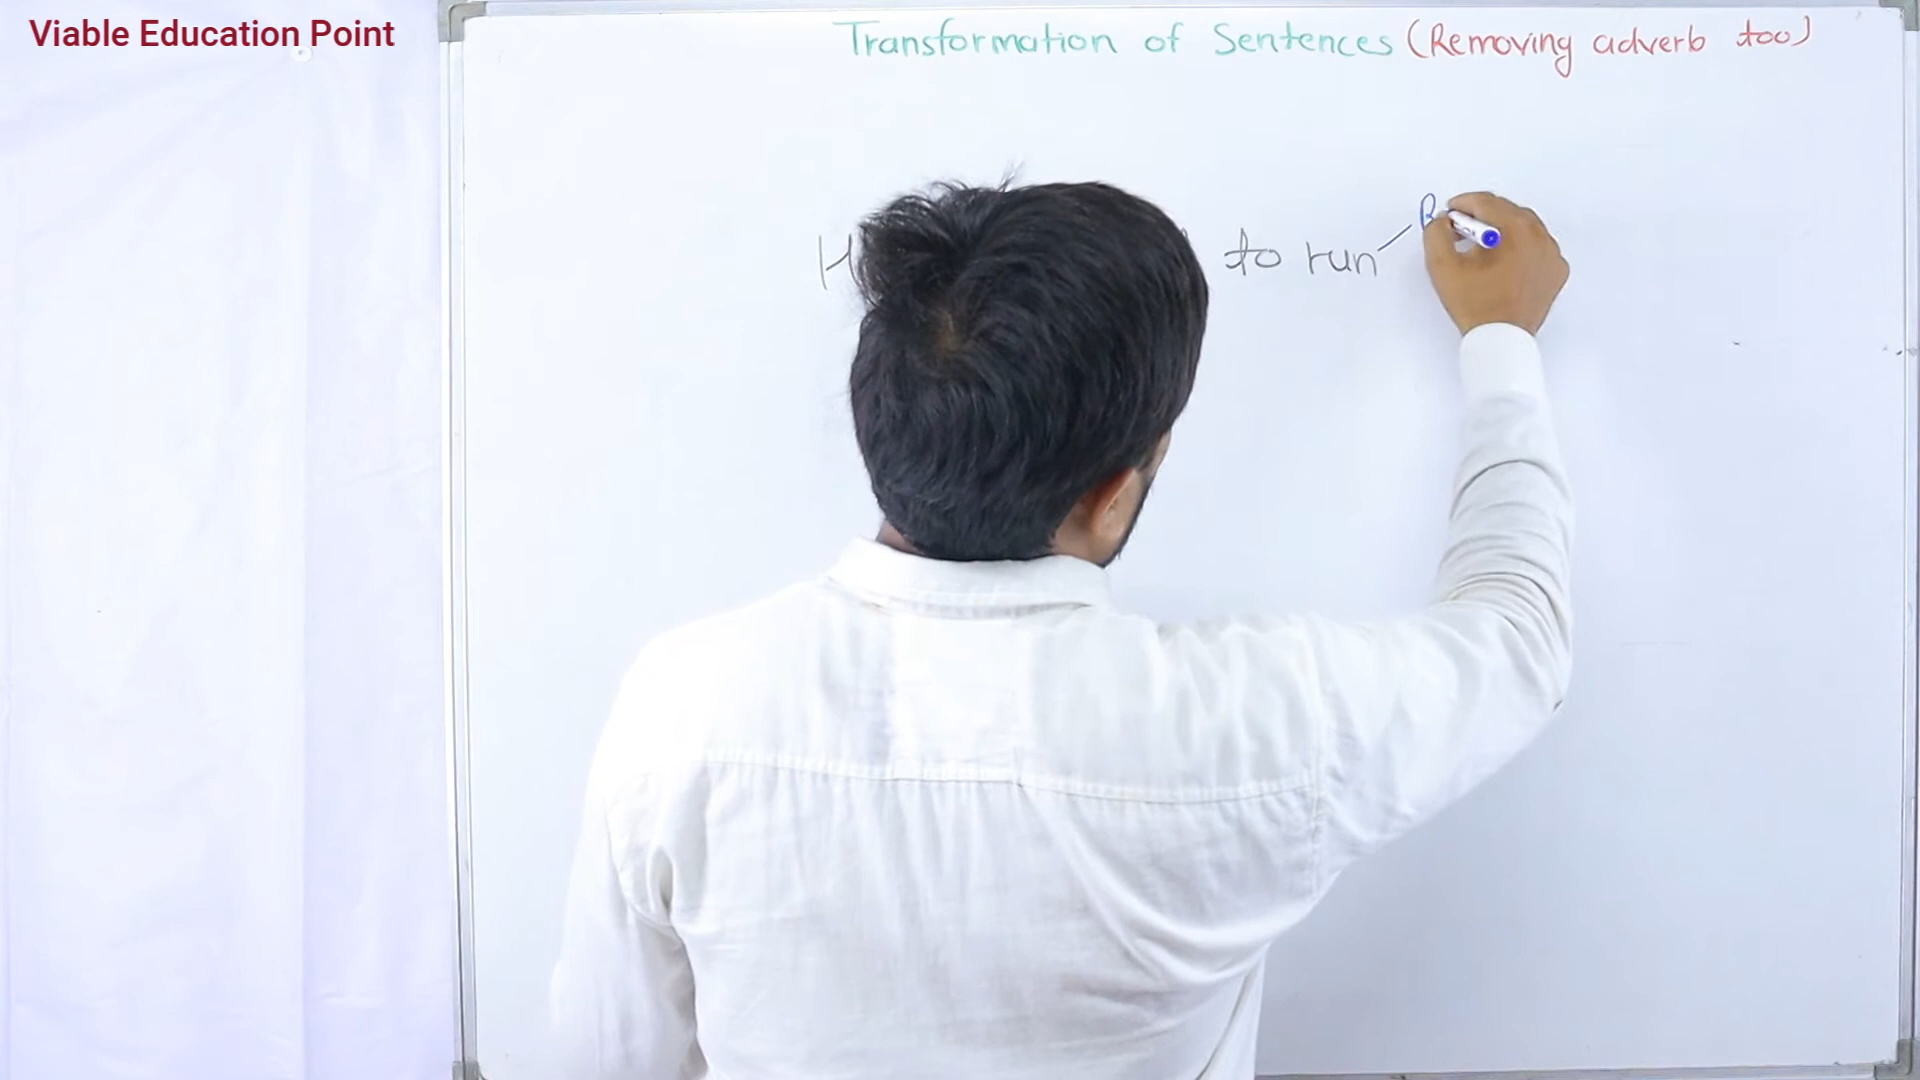 Viable Education Point
Transformation of Sentences (Removing adverb too)
to run